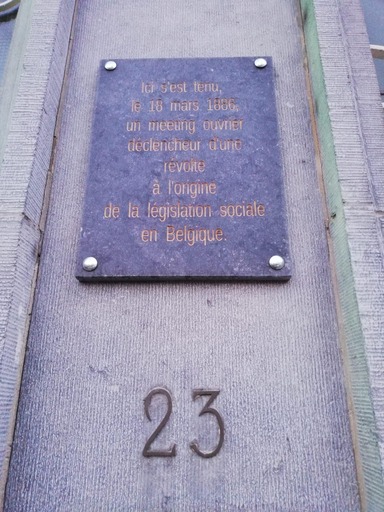 Ici s'est tenu,
le 18 mars 1886,
un meeting ouvrier
déclencheur d'une
révolte
à l'origine
de la législation sociale
en Belgique.
23